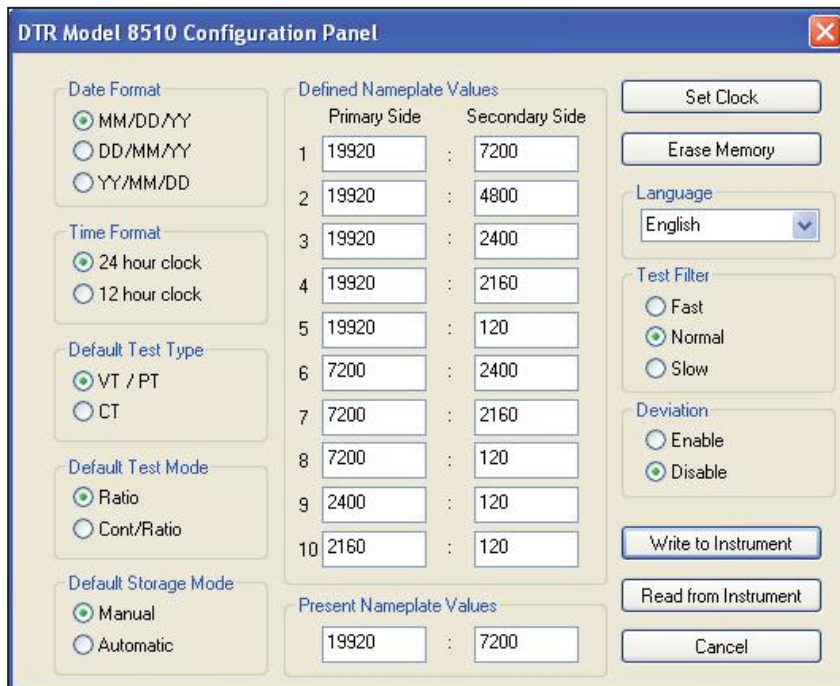 DTR Model 8510 Configuration Panel
Date Format
MM/DD/YY
DD/MM/YY
YY/MM/DD
Time Format
24 hour clock
12 hour clock
Default Test Type
VT / PT
CT
Default Test Mode
Ratio
Cont/Ratio
Default Storage Mode
Manual
Automatic
Defined Nameplate Values
Primary Side Secondary Side
1 19920 : 7200
2 19920 : 4800
3 19920 : 2400
4 19920 : 2160
5 19920 : 120
6 7200 : 2400
7 7200 : 2160
8 7200 : 120
9 2400 : 120
10 2160 : 120
Present Nameplate Values
19920 : 7200
Set Clock
Erase Memory
Language
English
Test Filter
Fast
Normal
Slow
Deviation
Enable
Disable
Write to Instrument
Read from Instrument
Cancel